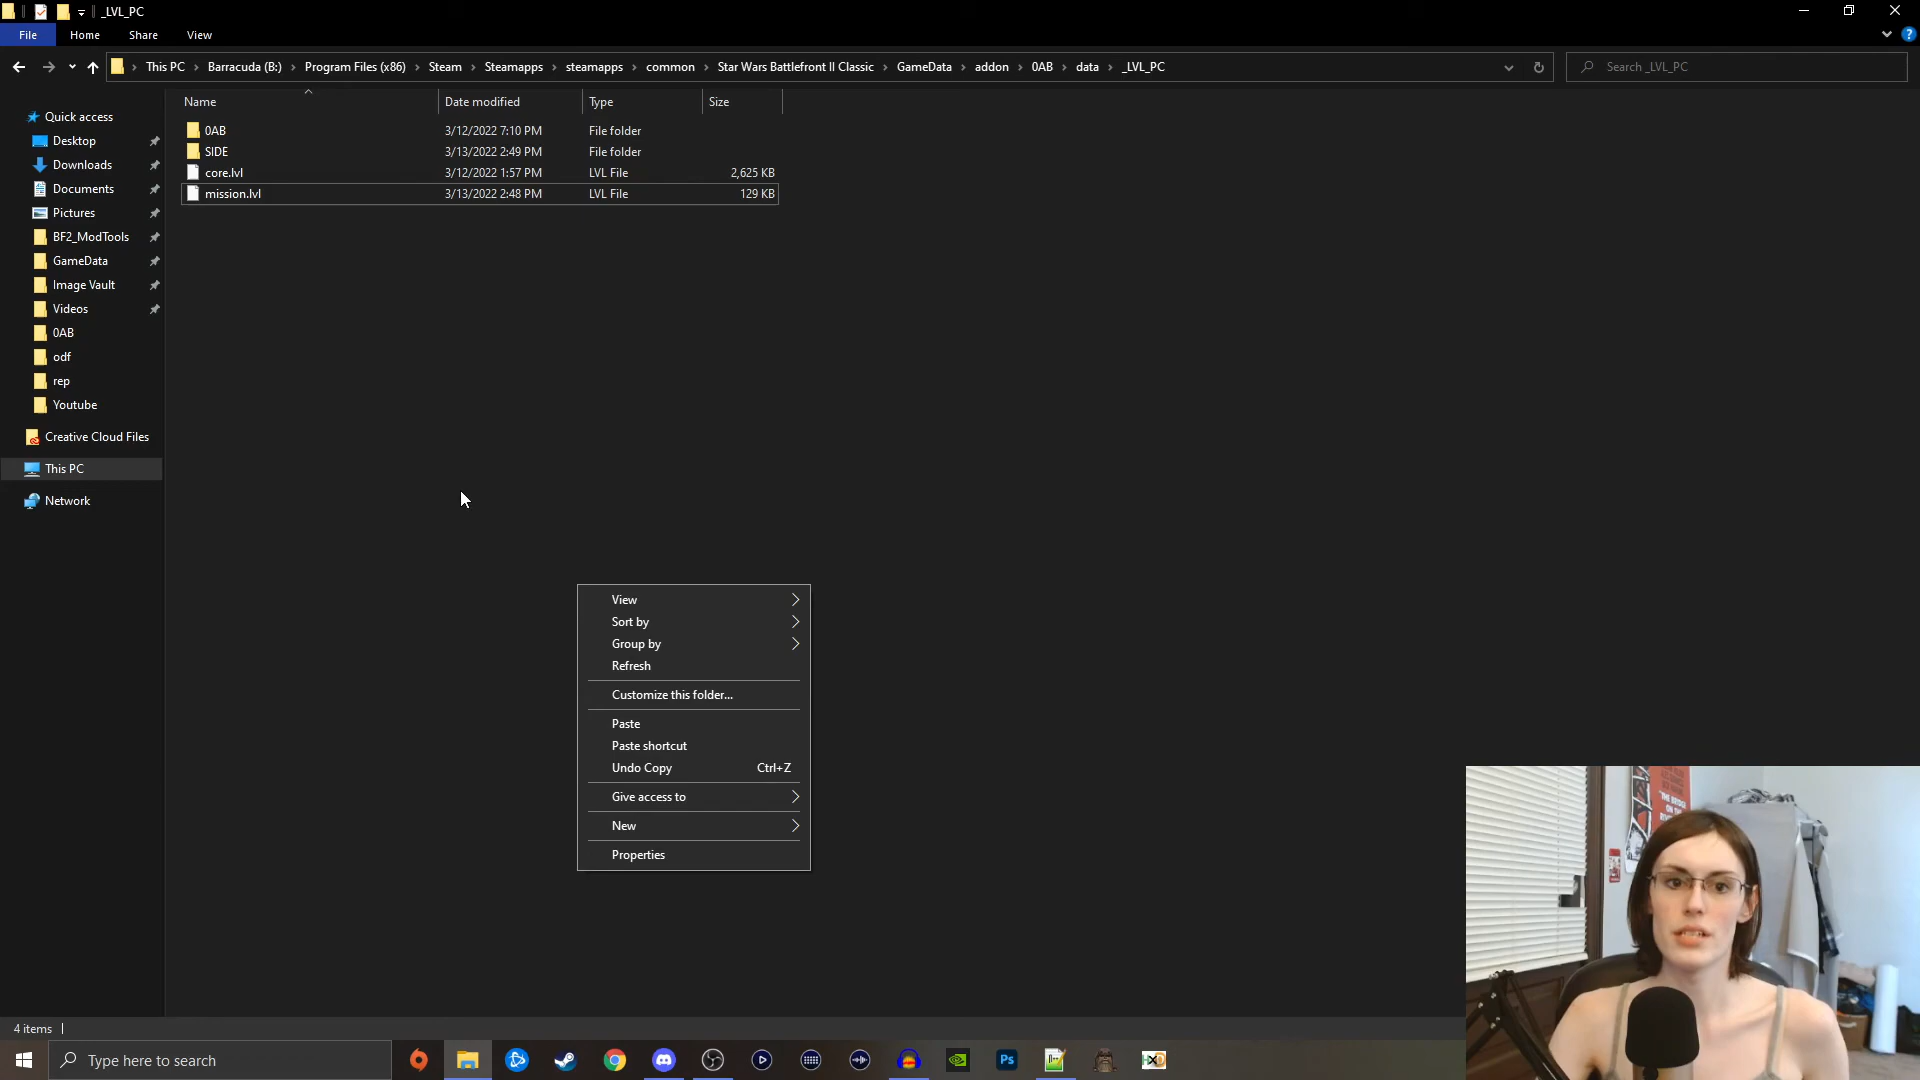 _LVL_PC
File Home Share View
This PC Barracuda (B:) Program Files (x86) Steam Steamapps steamapps common Star Wars Battlefront II Classic GameData addon 0AB data _LVL_PC
Search _LVL_PC
Name Date modified Type Size
0AB 3/12/2022 7:10 PM File folder
SIDE 3/13/2022 2:49 PM File folder
core.lvl 3/12/2022 1:57 PM LVL File 2,625 KB
mission.lvl 3/13/2022 2:48 PM LVL File 129 KB
Quick access
Desktop
Downloads
Documents
Pictures
BF2_ModTools
GameData
Image Vault
Videos
0AB
odf
rep
Youtube
Creative Cloud Files
This PC
Network
View
Sort by
Group by
Refresh
Customize this folder...
Paste
Paste shortcut
Undo Copy Ctrl+Z
Give access to
New
Properties
"THE BRIDGE
ON THE
4 items
Type here to search
Ps